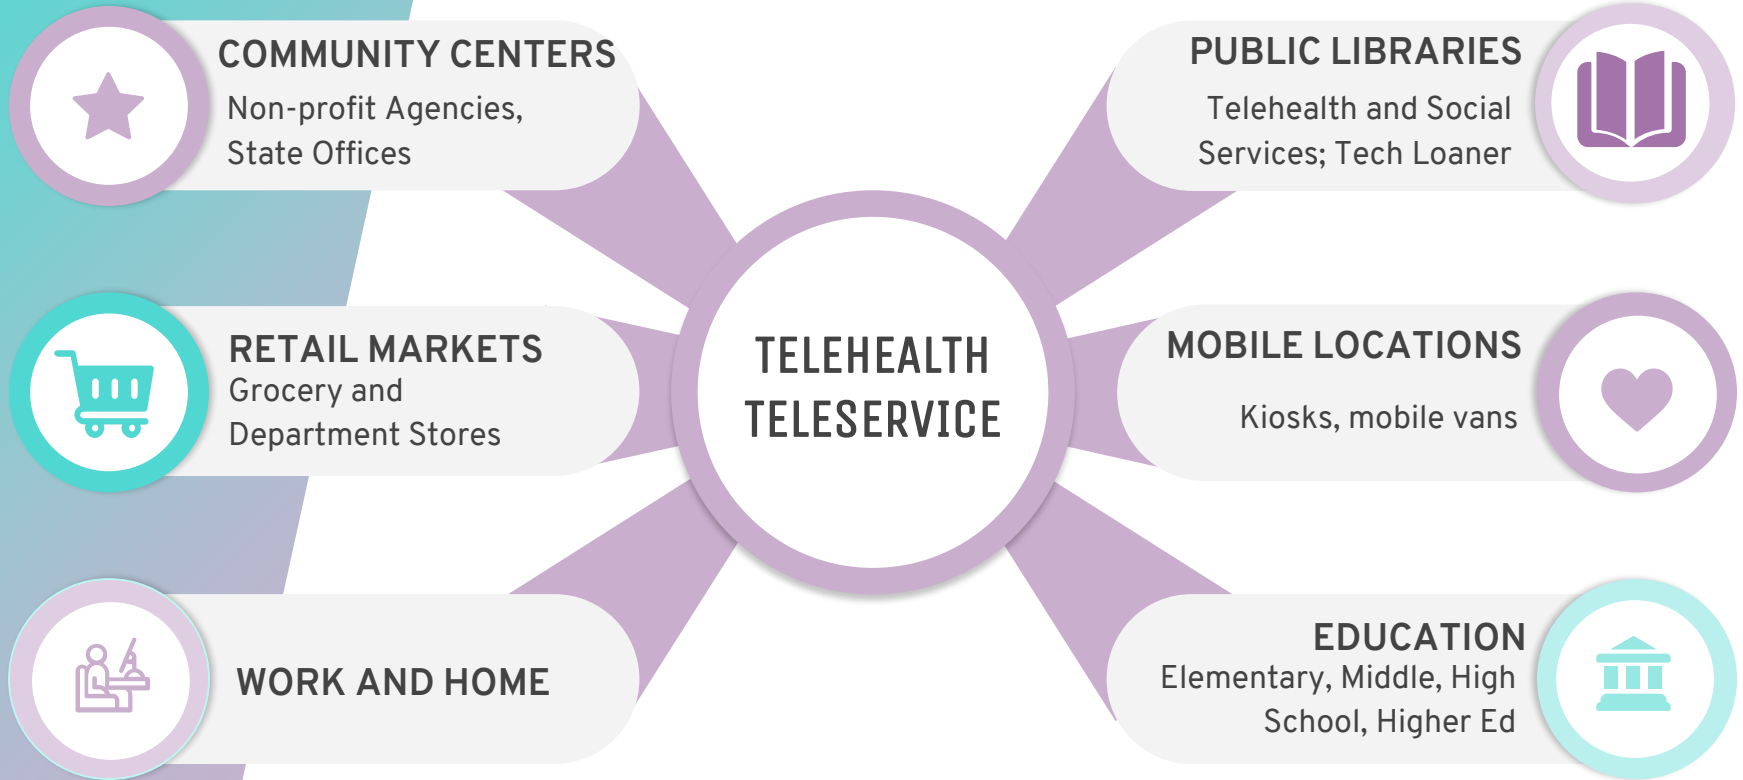 COMMUNITY CENTERS
Non-profit Agencies,
State Offices
RETAIL MARKETS
Grocery and
Department Stores
WORK AND HOME
TELEHEALTH
TELESERVICE
PUBLIC LIBRARIES
Telehealth and Social
Services; Tech Loaner
MOBILE LOCATIONS
Kiosks, mobile vans
EDUCATION
Elementary, Middle, High
School, Higher Ed